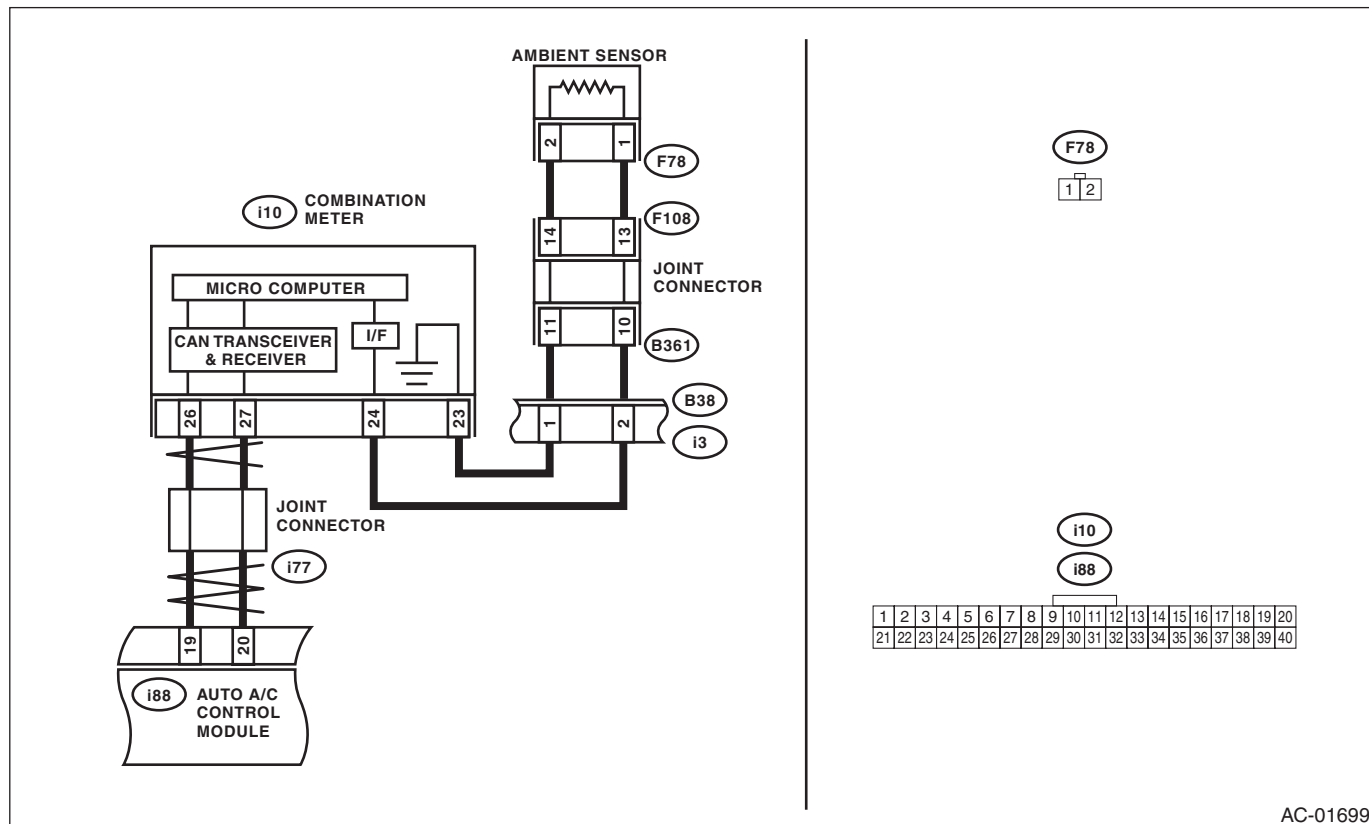 AMBIENT SENSOR
2 1
F78
i10
COMBINATION
METER
14 13
F108
JOINT
CONNECTOR
MICRO COMPUTER
CAN TRANSCEIVER
& RECEIVER
I/F
11 10
B361
26 27 24 23
B38
1 2
i3
JOINT
CONNECTOR
i77
19 20
i88
AUTO A/C
CONTROL
MODULE
F78
1 2
i10
i88
1 2 3 4 5 6 7 8 9 10 11 12 13 14 15 16 17 18 19 20
21 22 23 24 25 26 27 28 29 30 31 32 33 34 35 36 37 38 39 40
AC-01699